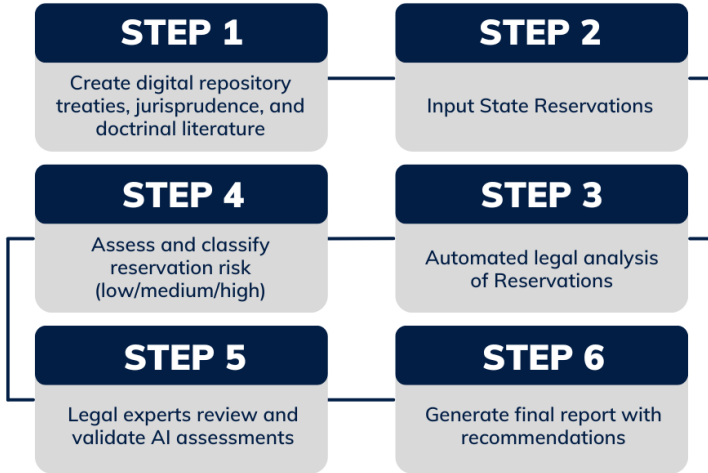 STEP 1
Create digital repository
treaties, jurisprudence, and
doctrinal literature
STEP 2
Input State Reservations
STEP 3
Automated legal analysis
of Reservations
STEP 4
Assess and classify
reservation risk
(low/medium/high)
STEP 5
Legal experts review and
validate AI assessments
STEP 6
Generate final report with
recommendations